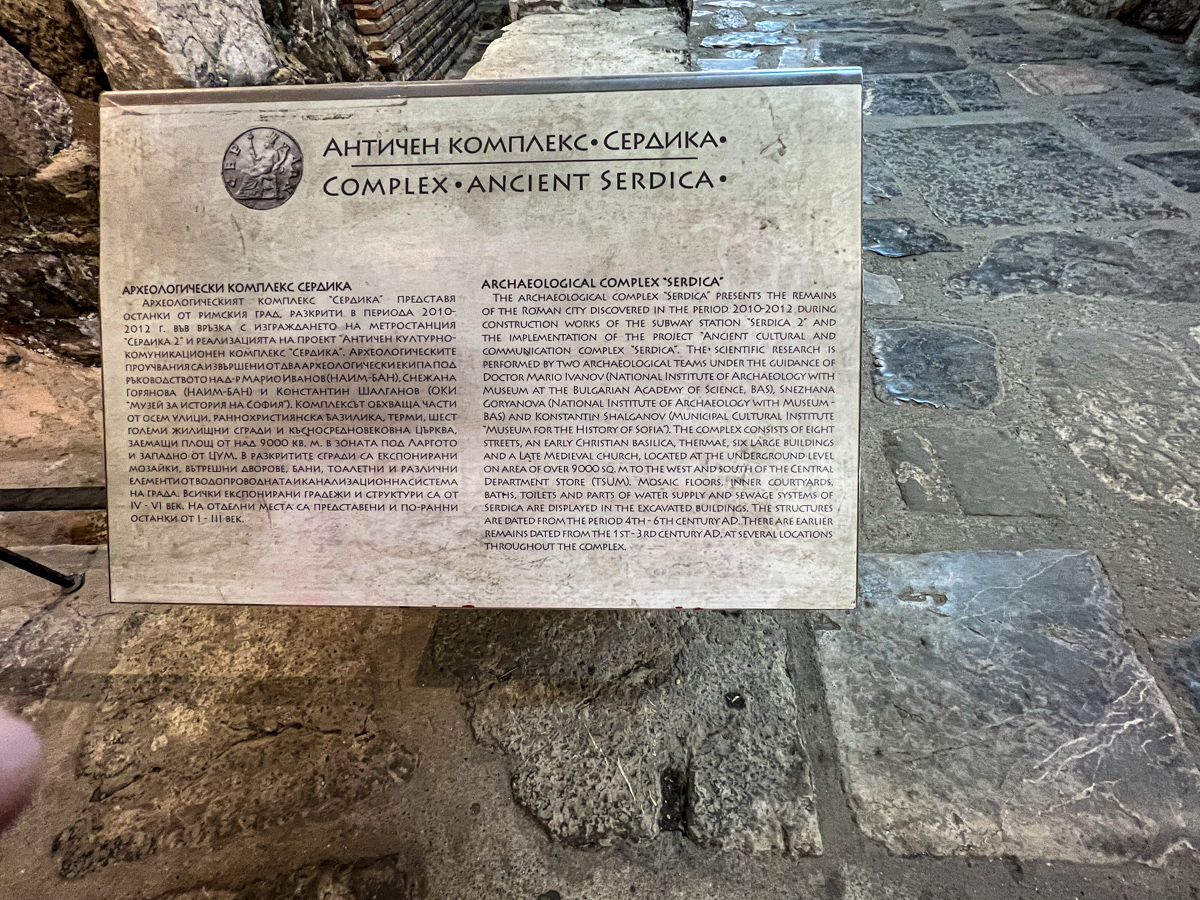 Античен комплекс•Сердика•
Complex•ancient Serdica•
Археологически комплекс Сердика
Археологическият комплекс "Сердика" представя
останки от римския град, разкрити в периода 2010-
2012 г. във връзка с изграждането на метростанция
"Сердика 2" и реализацията на проект "Античен културно-
комуникационен комплекс "Сердика". Археологическите
проучвания са извършени от два археологически екипа под
ръководството на д-р Марио Иванов (НАИМ-БАН), Снежана
Горянова (НАИМ-БАН) и Константин Шалганов (ОКИ
"Музей за история на София"). Комплексът обхваща части
от осем улици, раннохристиянска базилика, терми, шест
големи жилищни сгради и късносредновековна църква,
заемащи площ от над 9000 кв. м. в зоната под Ларгото
и западно от ЦУМ. В разкритите сгради са експонирани
мозайки, вътрешни дворове, бани, тоалетни и различни
елементи от водопроводната и канализационна система
на града. Всички експонирани градежи и структури са от
IV - VI век. На отделни места са представени и по-ранни
останки от I - III век.
Archaeological complex "Serdica"
The archaeological complex "Serdica" presents the remains
of the Roman city discovered in the period 2010-2012 during
construction works of the subway station "Serdica 2" and
the implementation of the project "Ancient cultural and
communication complex "Serdica". The scientific research is
performed by two archaeological teams under the guidance of
Doctor Mario Ivanov (National Institute of Archaeology with
Museum at the Bulgarian Academy of Science, BAS), Snezhana
Goryanova (National Institute of Archaeology with Museum -
BAS) and Konstantin Shalganov (Municipal Cultural Institute
"Museum for the History of Sofia"). The complex consists of eight
streets, an early Christian basilica, thermae, six large buildings
and a Late Medieval church, located at the underground level
on area of over 9000 sq. m to the west and south of the Central
Department Store (TSUM). Mosaic floors, inner courtyards,
baths, toilets and parts of water supply and sewage systems of
Serdica are displayed in the excavated buildings. The structures
are dated from the period 4th - 6th century AD. There are earlier
remains dated from the 1st - 3rd century AD, at several locations
throughout the complex.